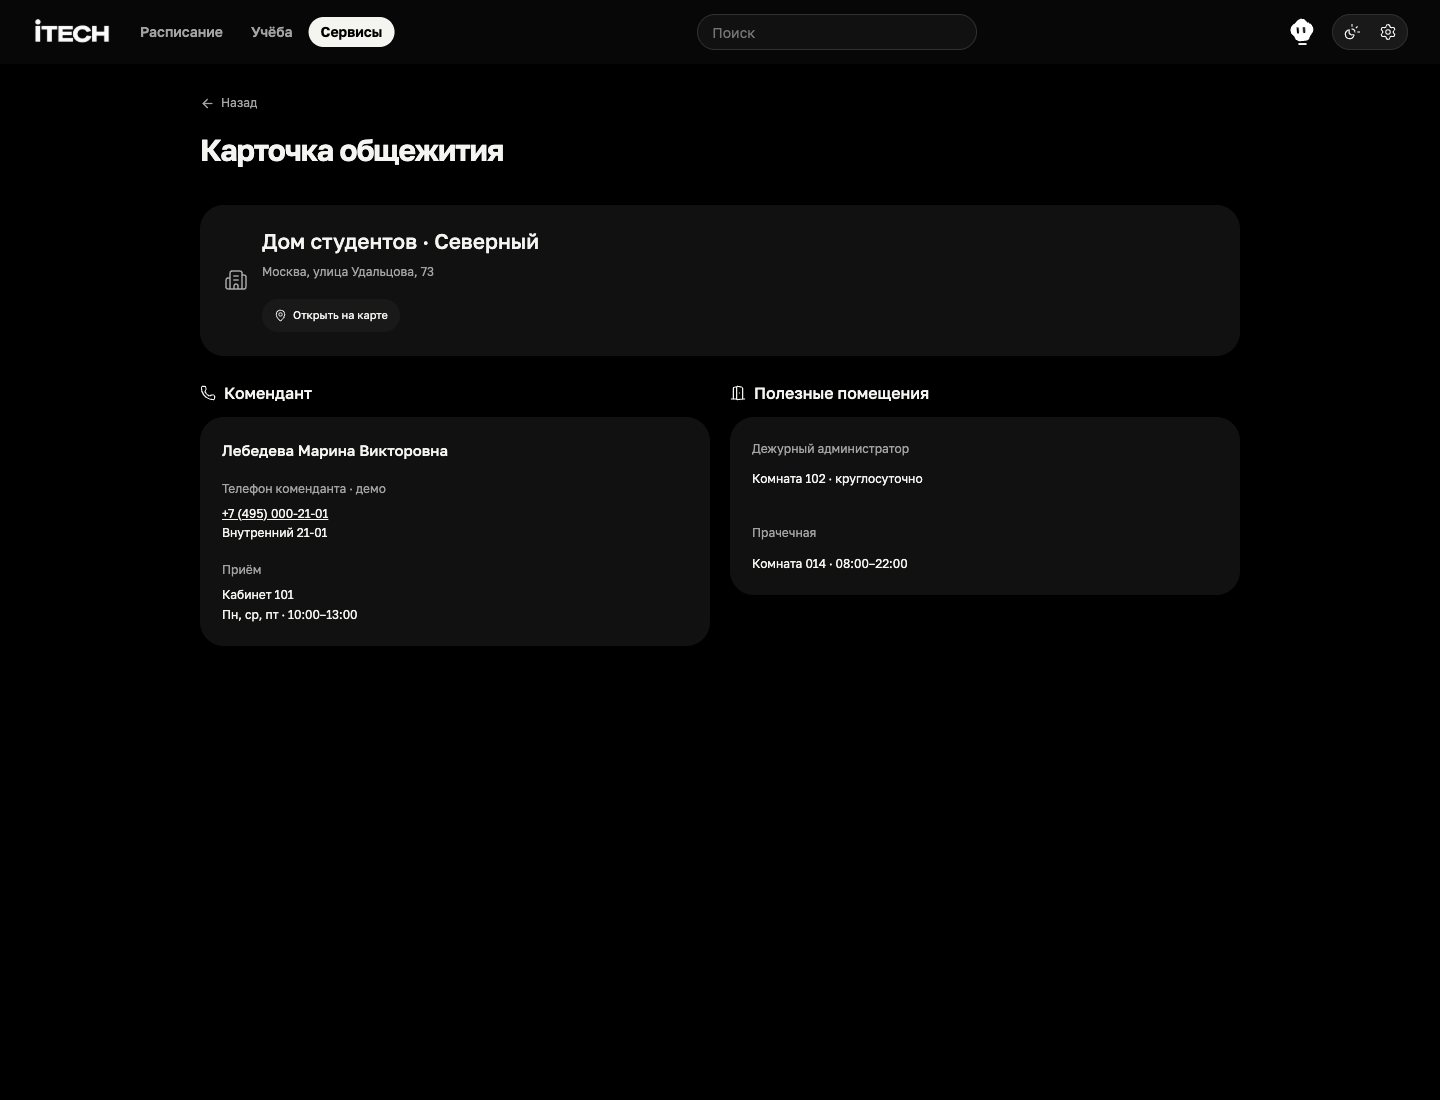 iTECH
Расписание
Учёба
Сервисы
Поиск
Назад
Карточка общежития
Дом студентов · Северный
Москва, улица Удальцова, 73
Открыть на карте
Комендант
Лебедева Марина Викторовна
Телефон коменданта · демо
+7 (495) 000-21-01
Внутренний 21-01
Приём
Кабинет 101
Пн, ср, пт · 10:00–13:00
Полезные помещения
Дежурный администратор
Комната 102 · круглосуточно
Прачечная
Комната 014 · 08:00–22:00